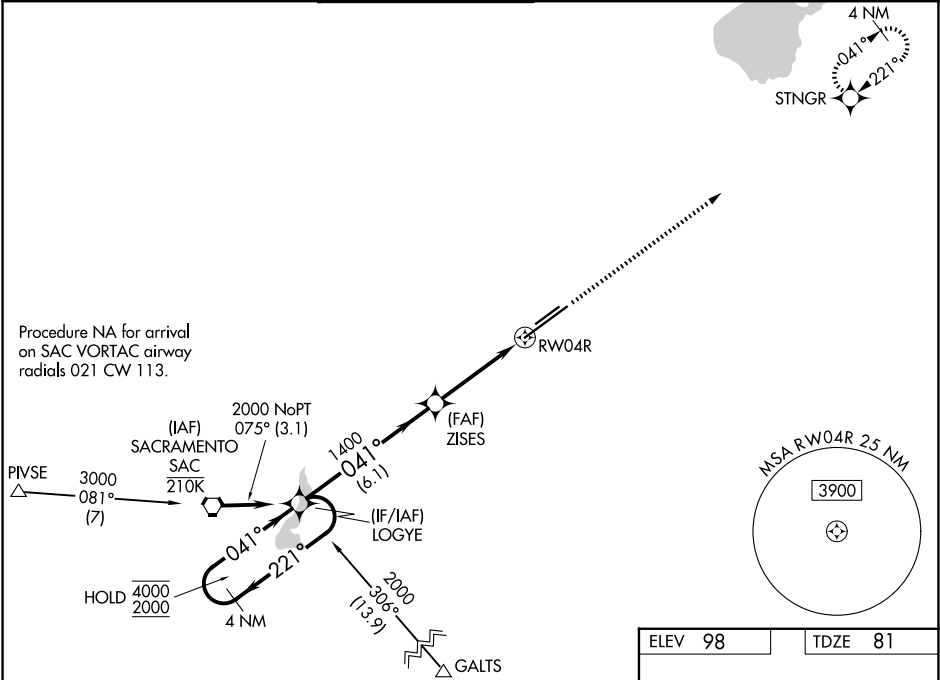 4 NM
041°
221°
STNGR
RW04R
Procedure NA for arrival
on SAC VORTAC airway
radials 021 CW 113.
2000 NoPT
075° (3.1)
(IAF)
SACRAMENTO
SAC
210K
(FAF)
ZISES
1400
041°
(6.1)
PIVSE
3000
081°
(7)
(IF/IAF)
LOGYE
041°
221°
HOLD 4000
2000
4 NM
2000
306°
(13.9)
GALTS
MSA RW04R 25 NM
3900
ELEV 98
TDZE 81